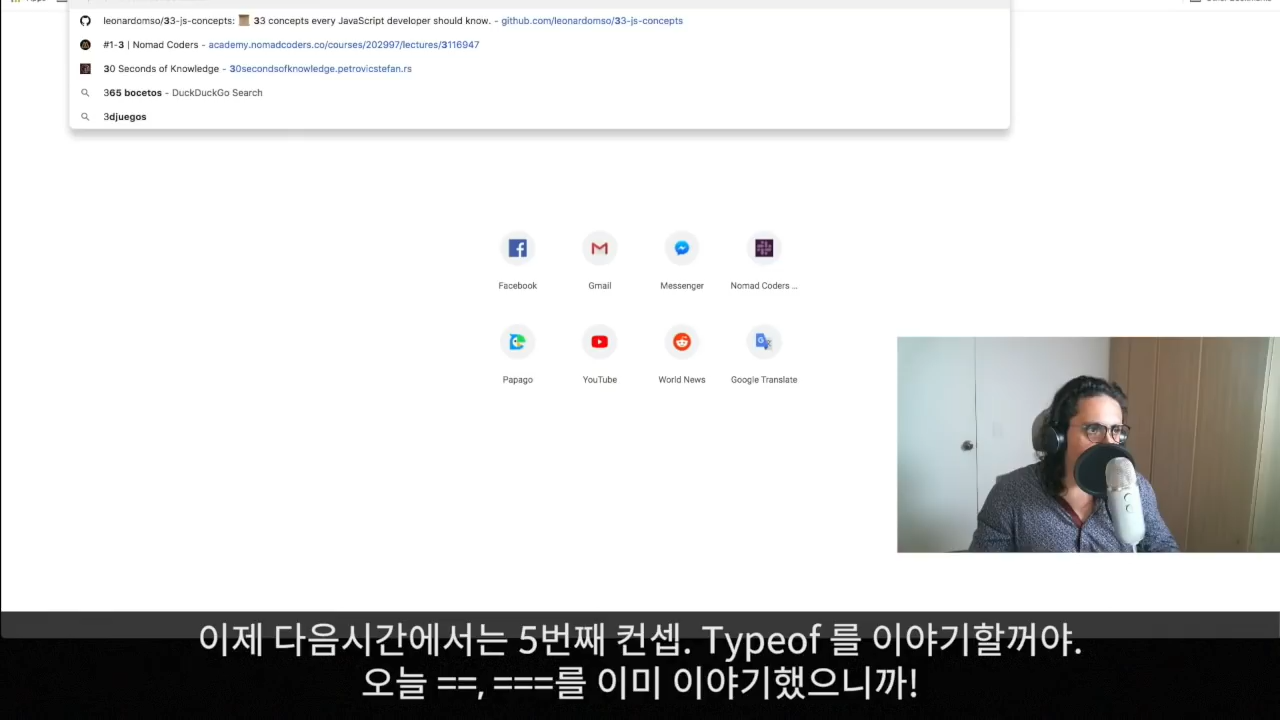 leonardomso/33-js-concepts: 📜 33 concepts every JavaScript developer should know. - github.com/leonardomso/33-js-concepts
#1-3 | Nomad Coders - academy.nomadcoders.co/courses/202997/lectures/3116947
30 Seconds of Knowledge - 30secondsofknowledge.petrovicstefan.rs
365 bocetos - DuckDuckGo Search
3djuegos
Facebook Gmail Messenger Nomad Coders ...
Papago YouTube World News Google Translate
이제 다음시간에서는 5번째 컨셉. Typeof 를 이야기할꺼야.
오늘 ==, ===를 이미 이야기했으니까!